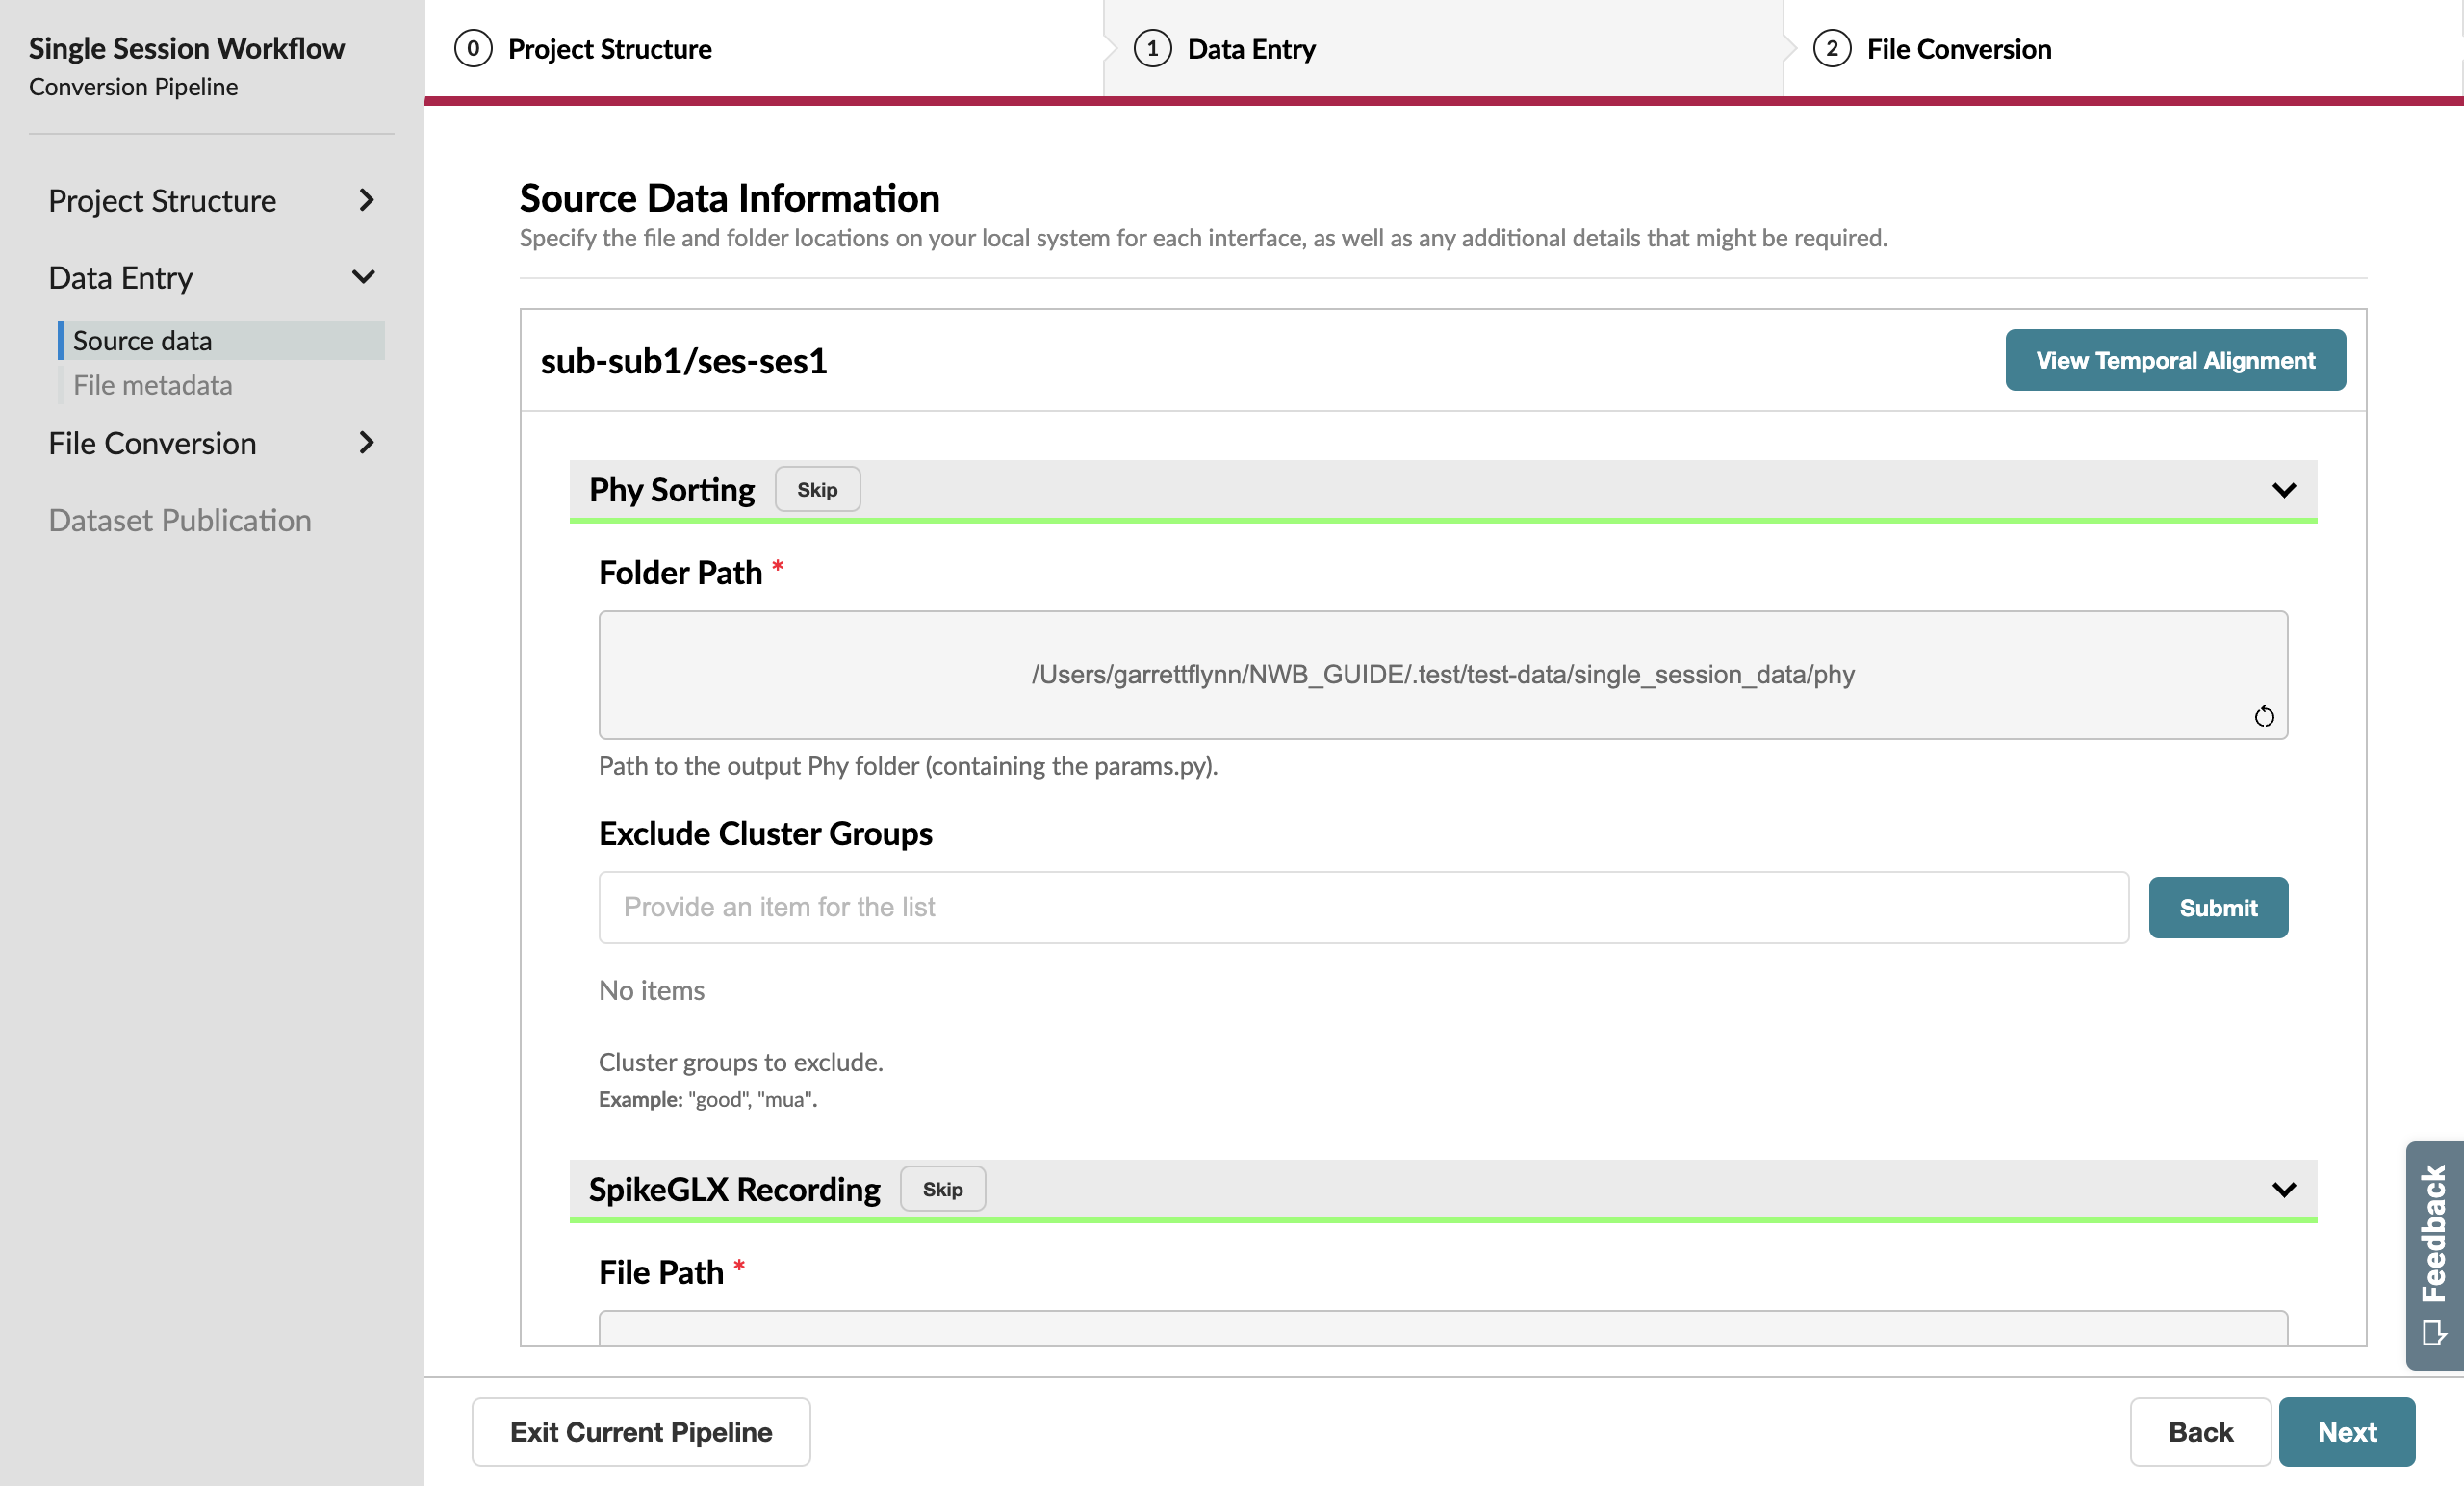 Single Session Workflow
Conversion Pipeline
Project Structure
Data Entry
Source data
File metadata
File Conversion
Dataset Publication
0 Project Structure
1 Data Entry
2 File Conversion
Source Data Information
Specify the file and folder locations on your local system for each interface, as well as any additional details that might be required.
sub-sub1/ses-ses1
View Temporal Alignment
Phy Sorting Skip
Folder Path *
/Users/garrettflynn/NWB_GUIDE/.test/test-data/single_session_data/phy
Path to the output Phy folder (containing the params.py).
Exclude Cluster Groups
Provide an item for the list
Submit
No items
Cluster groups to exclude.
Example: "good", "mua".
SpikeGLX Recording Skip
File Path *
Feedback
Exit Current Pipeline
Back
Next